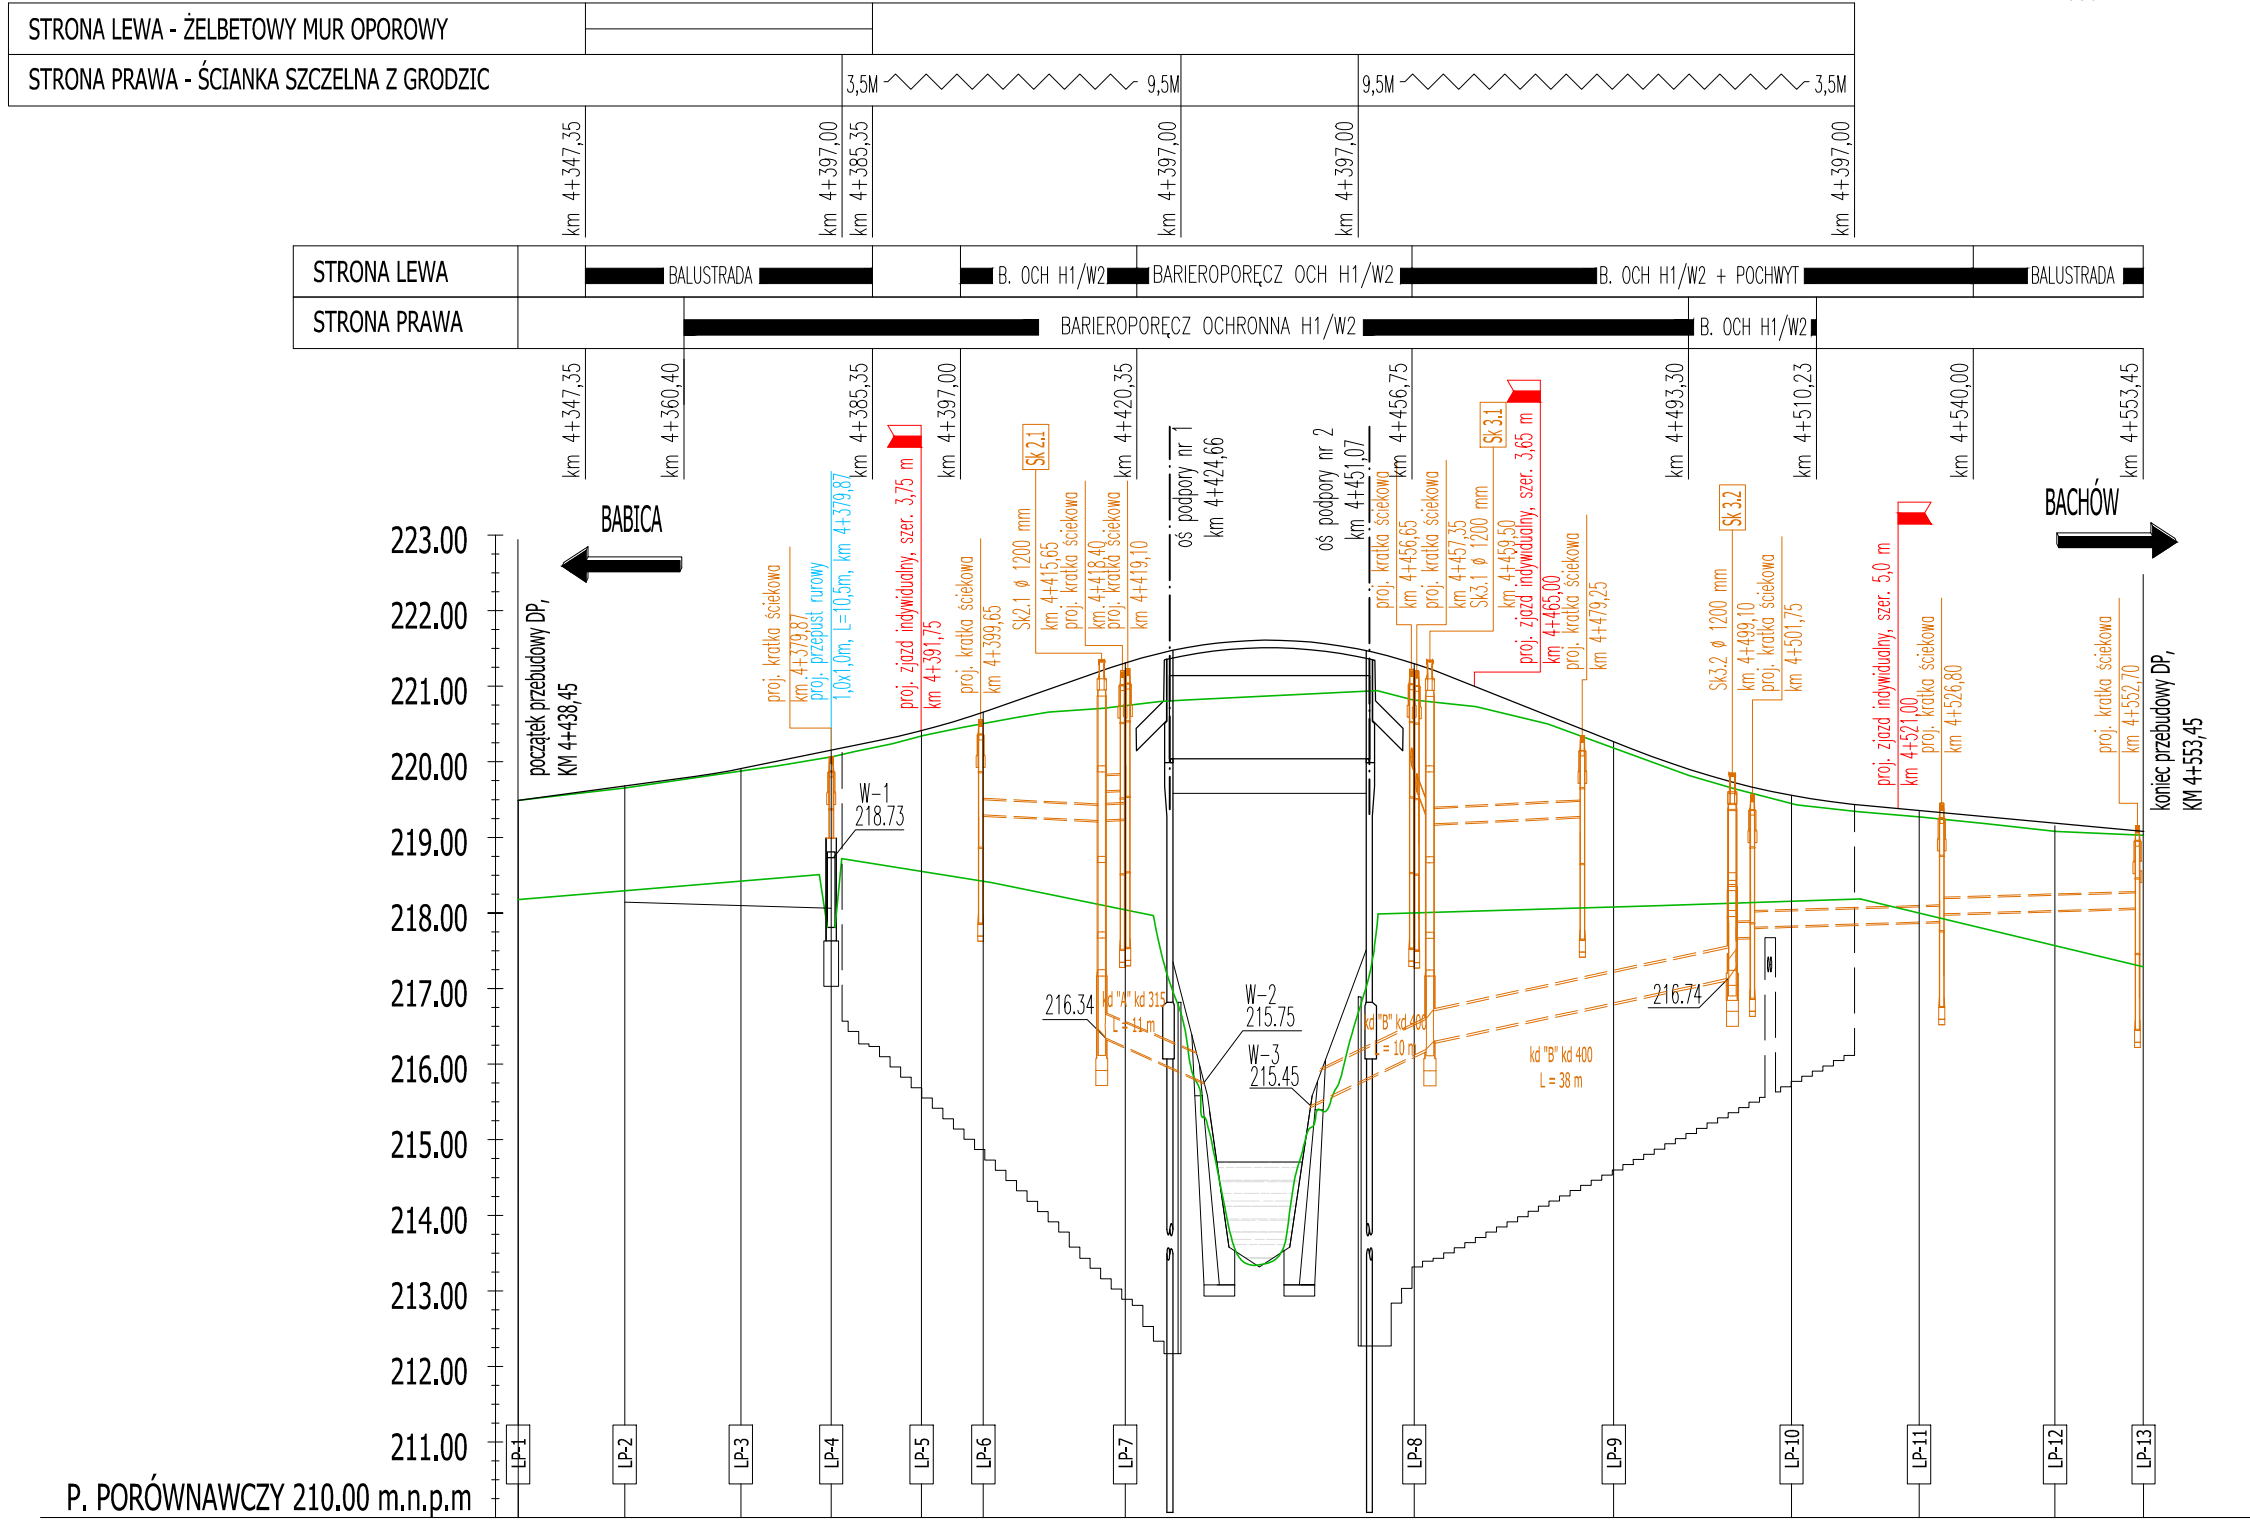 STRONA LEWA - ŻELBETOWY MUR OPOROWY
STRONA PRAWA - ŚCIANKA SZCZELNA Z GRODZIC
3,5M
9,5M
9,5M
3,5M
km 4+347,35
km 4+397,00
km 4+385,35
km 4+397,00
km 4+397,00
km 4+397,00
STRONA LEWA
BALUSTRADA
B. OCH H1/W2
BARIEROPORĘCZ OCH H1/W2
B. OCH H1/W2 + POCHWYT
BALUSTRADA
STRONA PRAWA
BARIEROPORĘCZ OCHRONNA H1/W2
B. OCH H1/W2
km 4+347,35
km 4+360,40
km 4+385,35
km 4+397,00
km 4+420,35
km 4+456,75
km 4+493,30
km 4+510,23
km 4+540,00
km 4+553,45
BABICA
BACHÓW
początek przebudowy DP,
KM 4+438,45
proj. kratka ściekowa
km 4+379,87
proj. przepust rurowy
1,0x1,0m, L=10,5m, km 4+379,87
proj. zjazd indywidualny, szer. 3,75 m
km 4+391,75
proj. kratka ściekowa
km 4+399,65
Sk 2.1
Sk2.1 ø 1200 mm
km 4+415,65
proj. kratka ściekowa
km 4+418,40
proj. kratka ściekowa
km 4+419,10
oś podpory nr 1
km 4+424,66
oś podpory nr 2
km 4+451,07
proj. kratka ściekowa
km 4+456,65
proj. kratka ściekowa
km 4+457,35
Sk 3.1
Sk3.1 ø 1200 mm
km 4+459,50
proj. zjazd indywidualny, szer. 3,65 m
km 4+465,00
proj. kratka ściekowa
km 4+479,25
Sk 3.2
Sk3.2 ø 1200 mm
km 4+499,10
proj. kratka ściekowa
km 4+501,75
proj. zjazd indywidualny, szer. 5,0 m
km 4+521,00
proj. kratka ściekowa
km 4+526,80
proj. kratka ściekowa
km 4+552,70
koniec przebudowy DP,
KM 4+553,45
223.00
222.00
221.00
220.00
219.00
218.00
217.00
216.00
215.00
214.00
213.00
212.00
211.00
P. PORÓWNAWCZY 210.00 m.n.p.m
W-1
218.73
216.34
kd "A" kd 315
L = 11 m
W-2
215.75
W-3
215.45
kd "B" kd 400
L = 10 m
kd "B" kd 400
L = 38 m
216.74
LP-1
LP-2
LP-3
LP-4
LP-5
LP-6
LP-7
LP-8
LP-9
LP-10
LP-11
LP-12
LP-13